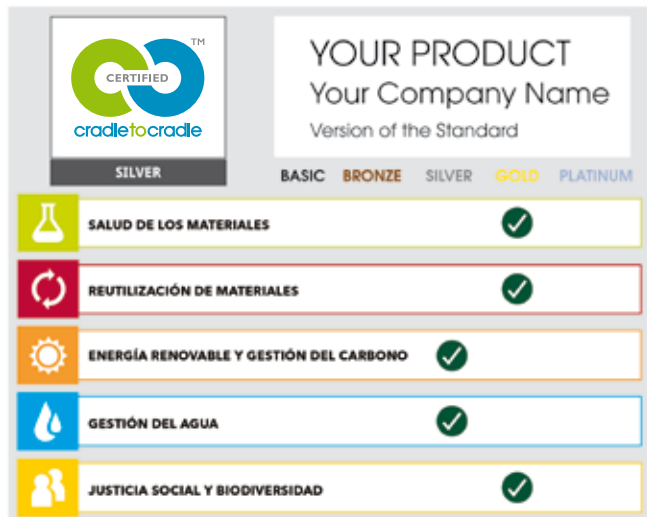 TM
CERTIFIED
cradletocradle
SILVER
YOUR PRODUCT
Your Company Name
Version of the Standard
BASIC BRONZE SILVER GOLD PLATINUM
SALUD DE LOS MATERIALES
REUTILIZACIÓN DE MATERIALES
ENERGÍA RENOVABLE Y GESTIÓN DEL CARBONO
GESTIÓN DEL AGUA
JUSTICIA SOCIAL Y BIODIVERSIDAD